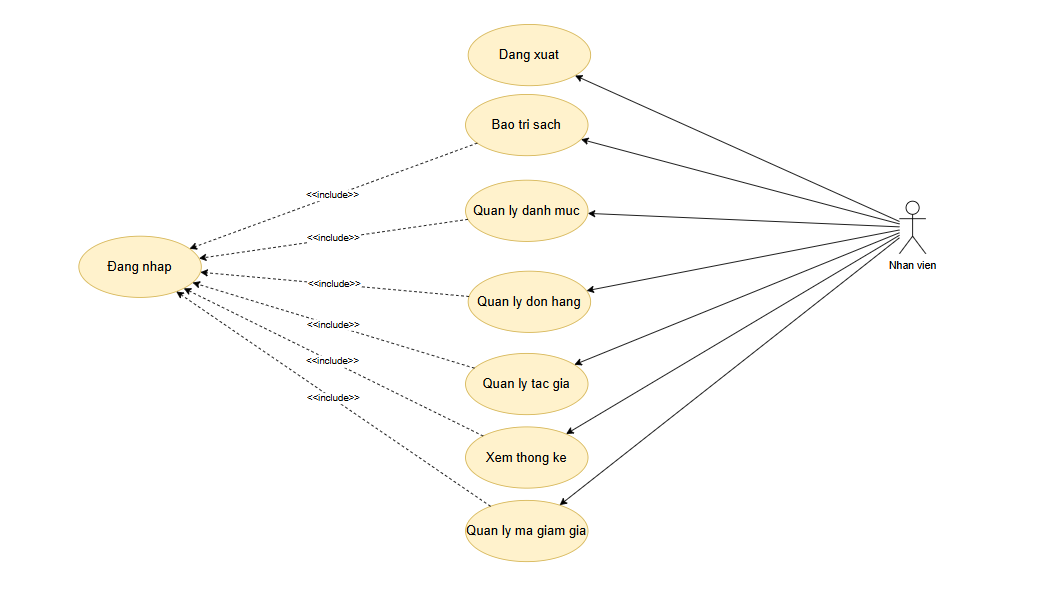 Dang xuat
Bao tri sach
<<include>>
Quan ly danh muc
<<include>>
Đang nhap
Nhan vien
<<include>>
Quan ly don hang
<<include>>
<<include>>
Quan ly tac gia
<<include>>
Xem thong ke
Quan ly ma giam gia